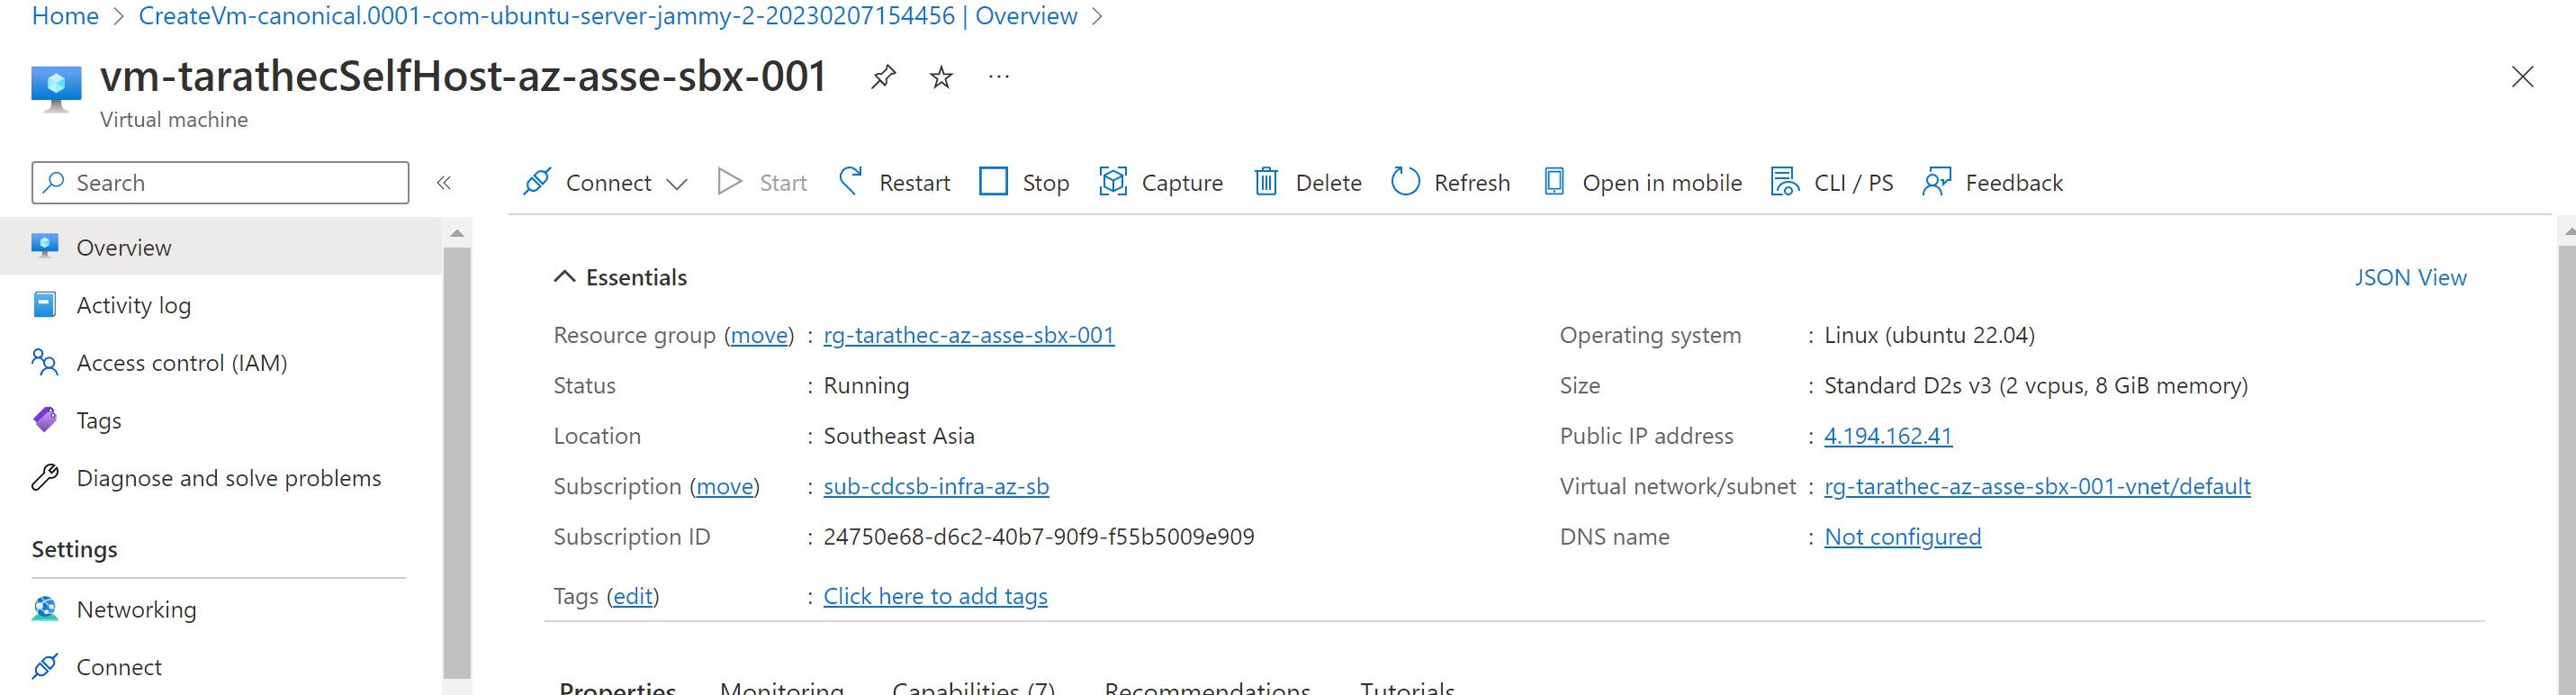 Home > CreateVm-canonical.0001-com-ubuntu-server-jammy-2-20230207154456 | Overview >
vm-tarathecSelfHost-az-asse-sbx-001 ...
Virtual machine
Search «
Connect Start Restart Stop Capture Delete Refresh Open in mobile CLI / PS Feedback
Overview
Activity log
Access control (IAM)
Tags
Diagnose and solve problems
Settings
Networking
Connect
Essentials JSON View
Resource group (move) : rg-tarathec-az-asse-sbx-001
Status : Running
Location : Southeast Asia
Subscription (move) : sub-cdcsb-infra-az-sb
Subscription ID : 24750e68-d6c2-40b7-90f9-f55b5009e909
Tags (edit) : Click here to add tags
Operating system : Linux (ubuntu 22.04)
Size : Standard D2s v3 (2 vcpus, 8 GiB memory)
Public IP address : 4.194.162.41
Virtual network/subnet : rg-tarathec-az-asse-sbx-001-vnet/default
DNS name : Not configured
Properties Monitoring Capabilities (7) Recommendations Tutorials